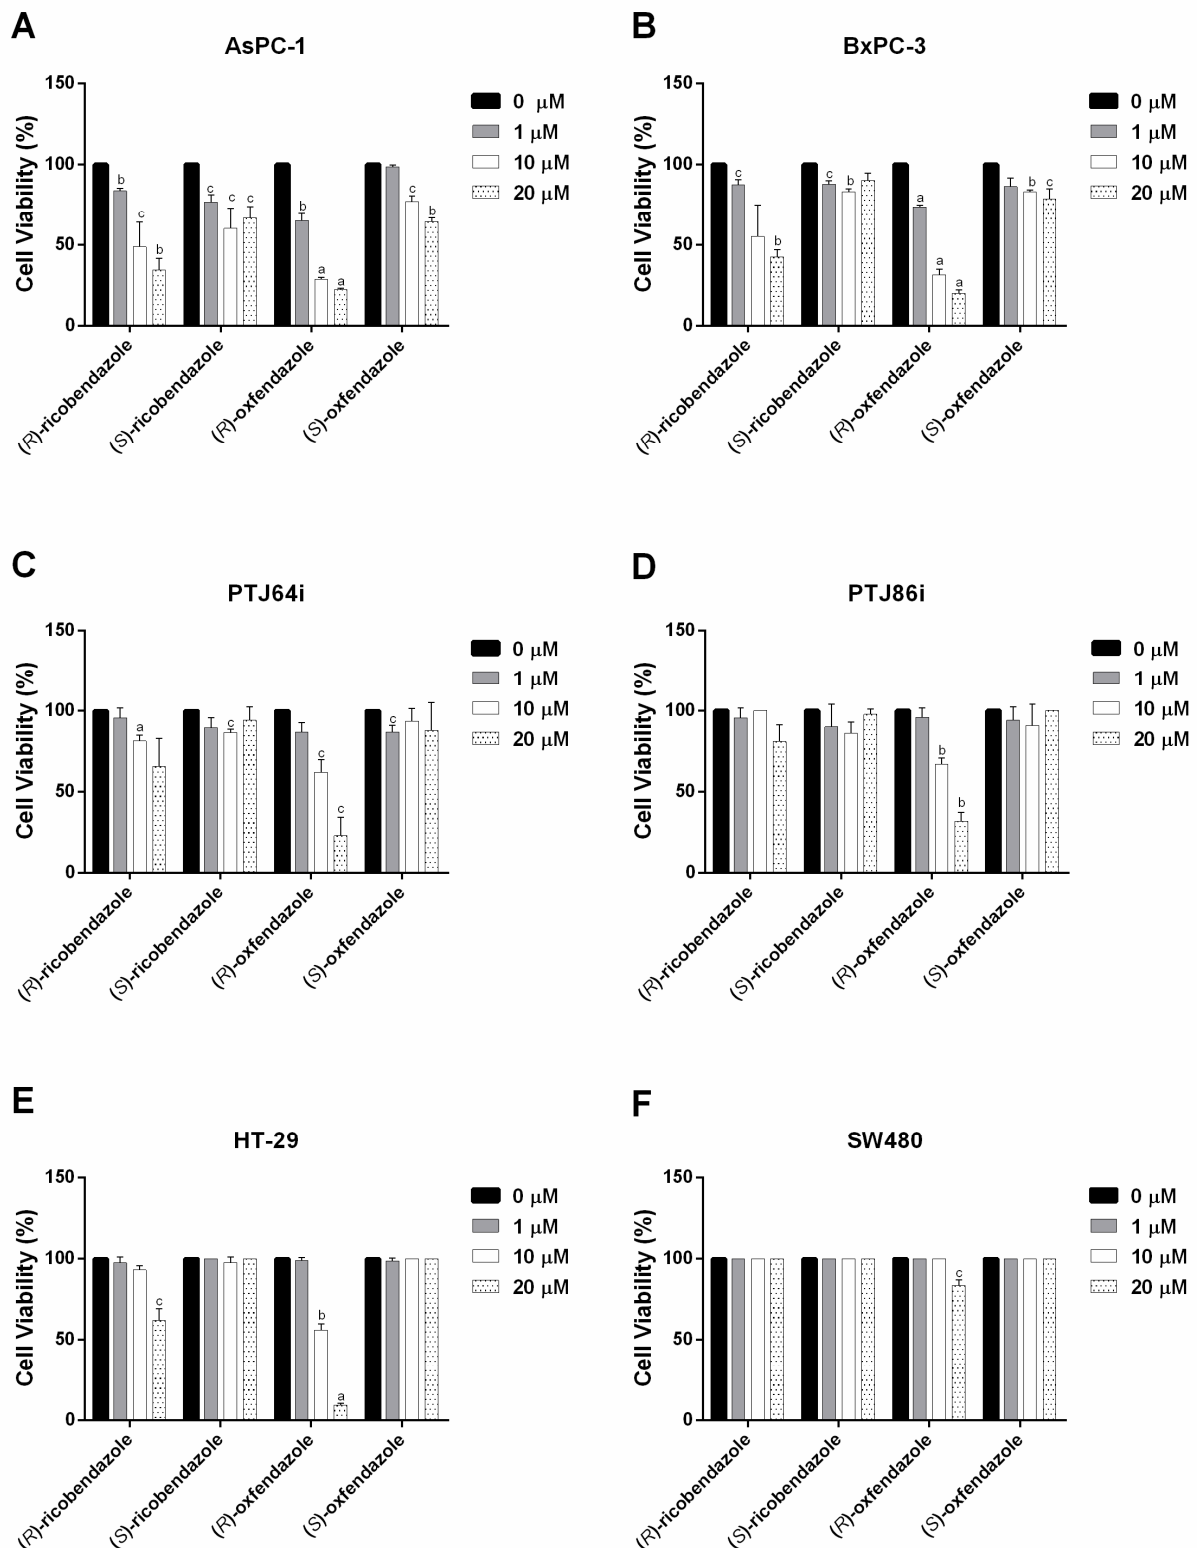 A
AsPC-1
Cell Viability (%)
150
100
50
0
b
c
b
c
c
c
b
a
a
c
b
0 μM
1 μM
10 μM
20 μM
(R)-ricobendazole
(S)-ricobendazole
(R)-oxfendazole
(S)-oxfendazole
B
BxPC-3
Cell Viability (%)
150
100
50
0
c
b
c
b
a
a
a
b
c
0 μM
1 μM
10 μM
20 μM
(R)-ricobendazole
(S)-ricobendazole
(R)-oxfendazole
(S)-oxfendazole
C
PTJ64i
Cell Viability (%)
150
100
50
0
a
c
c
c
c
0 μM
1 μM
10 μM
20 μM
(R)-ricobendazole
(S)-ricobendazole
(R)-oxfendazole
(S)-oxfendazole
D
PTJ86i
Cell Viability (%)
150
100
50
0
b
b
0 μM
1 μM
10 μM
20 μM
(R)-ricobendazole
(S)-ricobendazole
(R)-oxfendazole
(S)-oxfendazole
E
HT-29
Cell Viability (%)
150
100
50
0
c
b
a
0 μM
1 μM
10 μM
20 μM
(R)-ricobendazole
(S)-ricobendazole
(R)-oxfendazole
(S)-oxfendazole
F
SW480
Cell Viability (%)
150
100
50
0
c
0 μM
1 μM
10 μM
20 μM
(R)-ricobendazole
(S)-ricobendazole
(R)-oxfendazole
(S)-oxfendazole